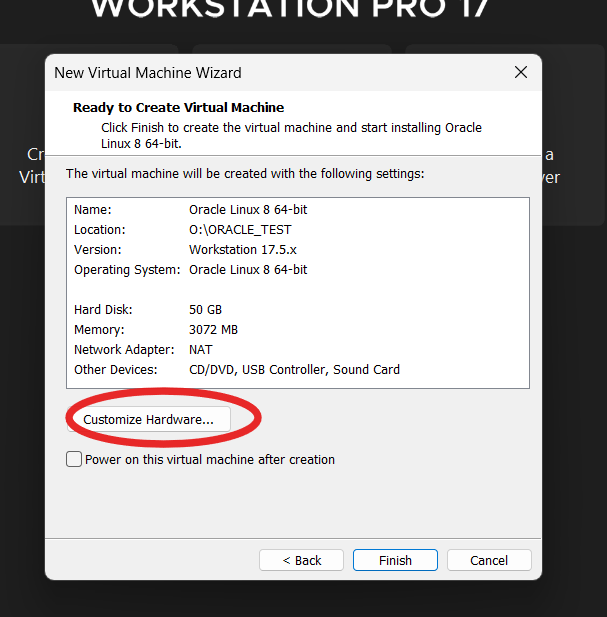 WORKSTATION PRO 17
New Virtual Machine Wizard
Ready to Create Virtual Machine
Click Finish to create the virtual machine and start installing Oracle
Linux 8 64-bit.
Cr
a
Virt
ver
The virtual machine will be created with the following settings:
Name: Oracle Linux 8 64-bit
Location: O:\ORACLE_TEST
Version: Workstation 17.5.x
Operating System: Oracle Linux 8 64-bit
Hard Disk: 50 GB
Memory: 3072 MB
Network Adapter: NAT
Other Devices: CD/DVD, USB Controller, Sound Card
Customize Hardware...
Power on this virtual machine after creation
< Back
Finish
Cancel